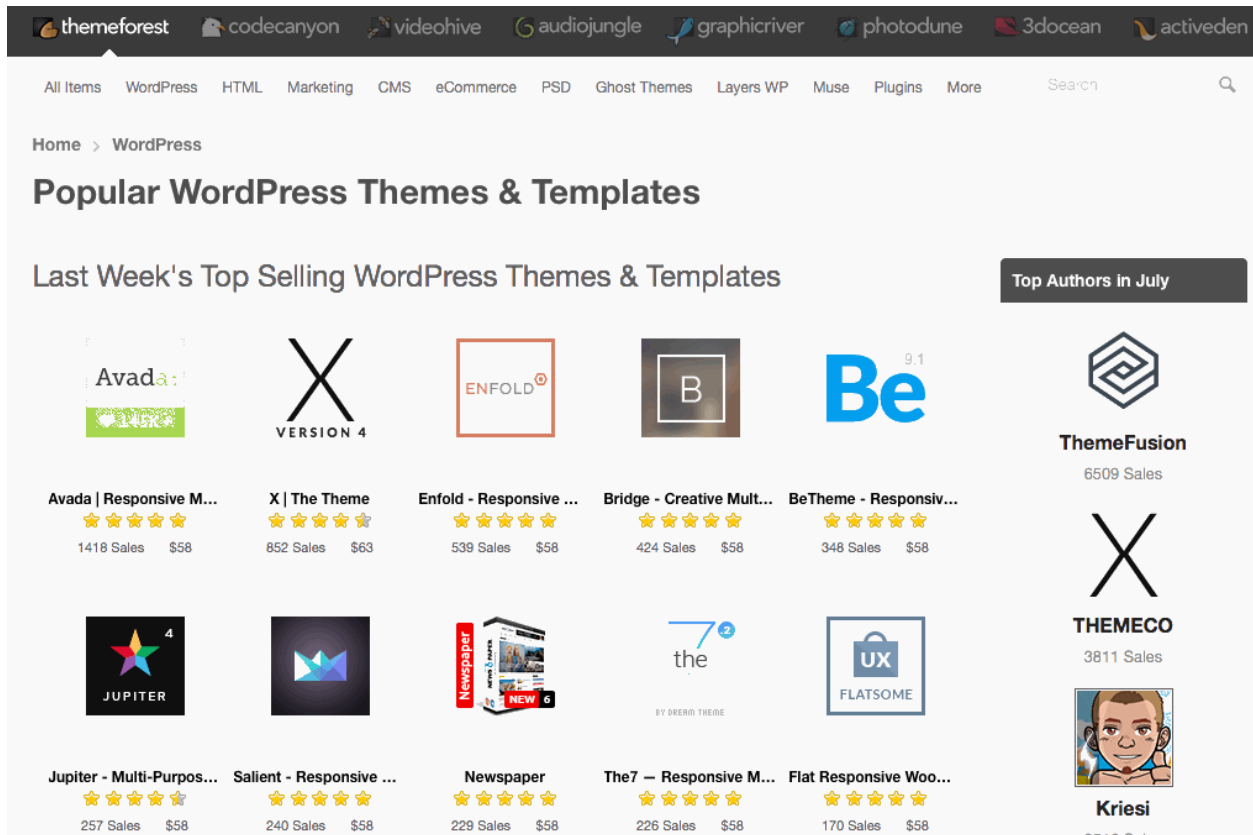 themeforest codecanyon videohive audiojungle graphicriver photodune 3docean activeden
All Items WordPress HTML Marketing CMS eCommerce PSD Ghost Themes Layers WP Muse Plugins More Search
Home > WordPress
Popular WordPress Themes & Templates
Last Week's Top Selling WordPress Themes & Templates
Top Authors in July
Avada
X
VERSION 4
ENFOLD
B
Be 9.1
Avada | Responsive M...
1418 Sales $58
X | The Theme
852 Sales $63
Enfold - Responsive ...
539 Sales $58
Bridge - Creative Mult...
424 Sales $58
BeTheme - Responsiv...
348 Sales $58
4
JUPITER
Newspaper
NEWSPAPER
NEW 6
7.2
the
BY DREAM THEME
UX
FLATSOME
Jupiter - Multi-Purpos...
257 Sales $58
Salient - Responsive ...
240 Sales $58
Newspaper
229 Sales $58
The7 — Responsive M...
226 Sales $58
Flat Responsive Woo...
170 Sales $58
ThemeFusion
6509 Sales
X
THEMECO
3811 Sales
Kriesi